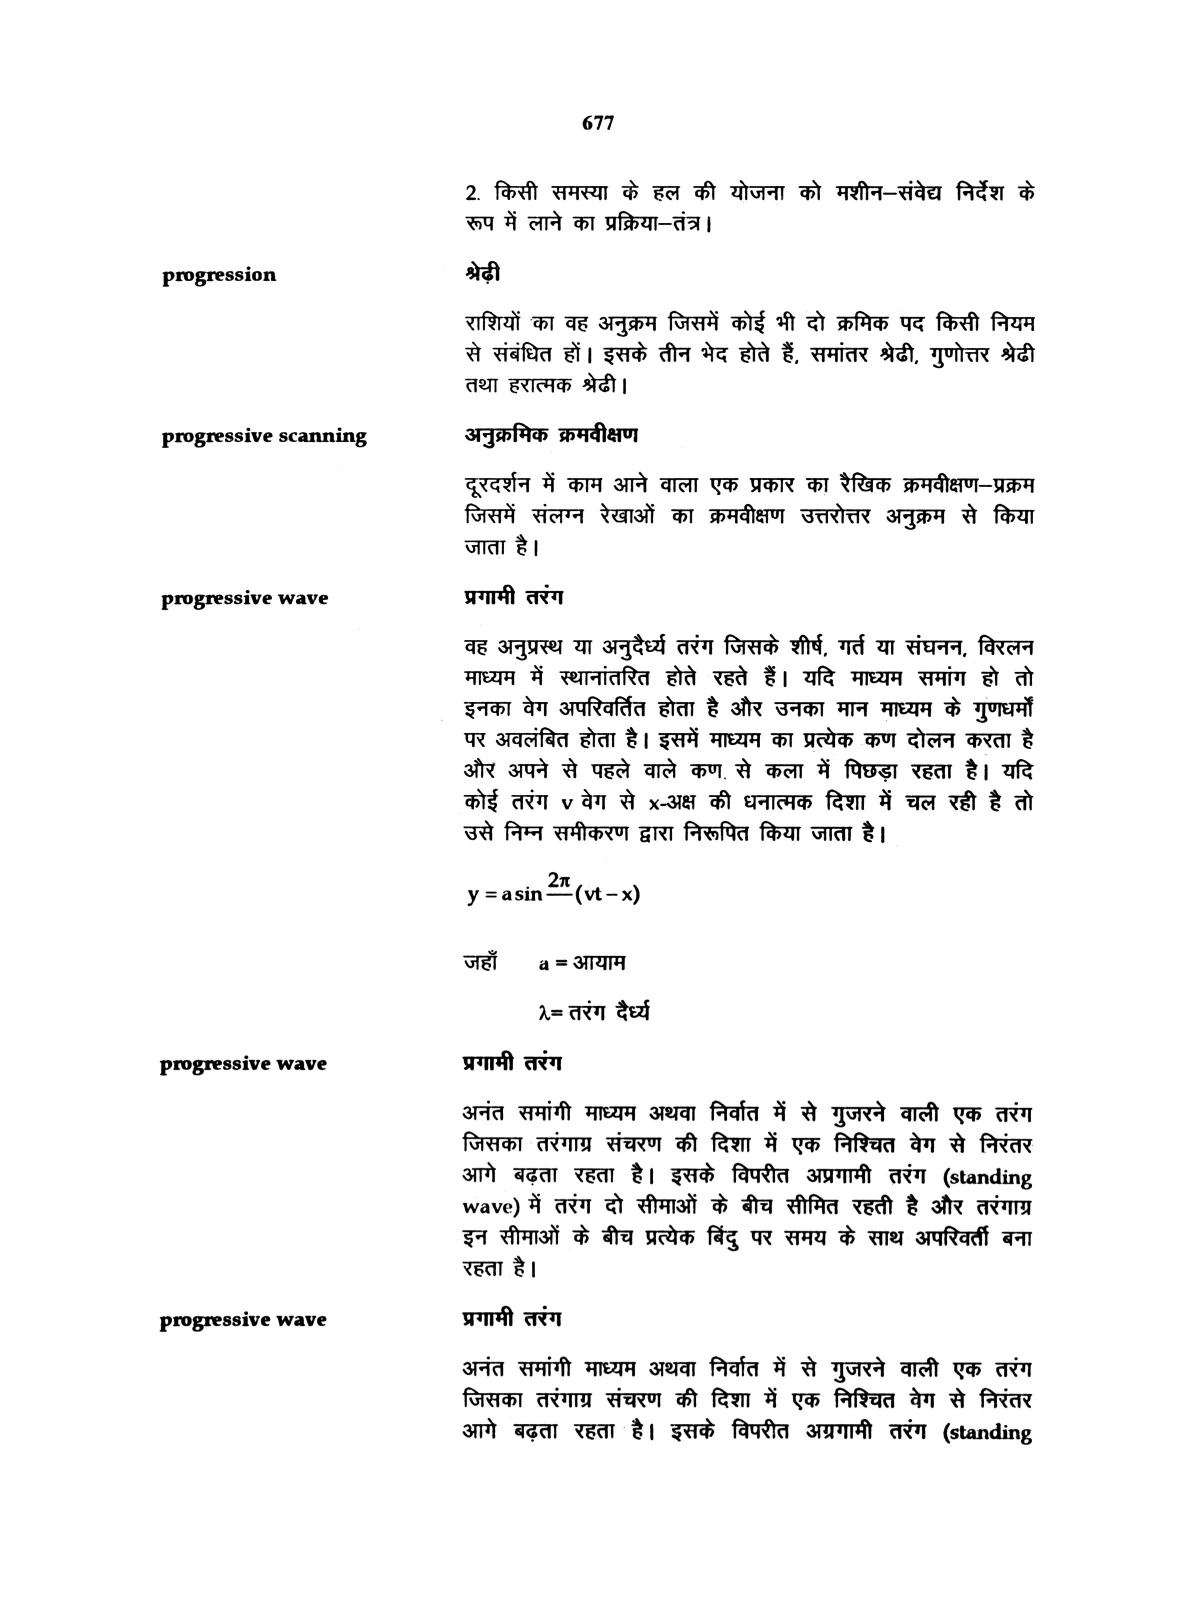 677
2. किसी समस्या के हल की योजना को मशीन–संवेद्य निर्देश के
रूप में लाने का प्रक्रिया–तंत्र।
progression श्रेढ़ी
राशियों का वह अनुक्रम जिसमें कोई भी दो क्रमिक पद किसी नियम
से संबंधित हों। इसके तीन भेद होते हैं, समांतर श्रेढी, गुणोत्तर श्रेढी
तथा हरात्मक श्रेढी।
progressive scanning अनुक्रमिक क्रमवीक्षण
दूरदर्शन में काम आने वाला एक प्रकार का रैखिक क्रमवीक्षण–प्रक्रम
जिसमें संलग्न रेखाओं का क्रमवीक्षण उत्तरोत्तर अनुक्रम से किया
जाता है।
progressive wave प्रगामी तरंग
वह अनुप्रस्थ या अनुदैर्ध्य तरंग जिसके शीर्ष, गर्त या संघनन, विरलन
माध्यम में स्थानांतरित होते रहते हैं। यदि माध्यम समांग हो तो
इनका वेग अपरिवर्तित होता है और उनका मान माध्यम के गुणधर्मों
पर अवलंबित होता है। इसमें माध्यम का प्रत्येक कण दोलन करता है
और अपने से पहले वाले कण से कला में पिछड़ा रहता है। यदि
कोई तरंग v वेग से x-अक्ष की धनात्मक दिशा में चल रही है तो
उसे निम्न समीकरण द्वारा निरूपित किया जाता है।
y = a sin 2π (vt – x)
जहाँ a = आयाम
λ= तरंग दैर्ध्य
progressive wave प्रगामी तरंग
अनंत समांगी माध्यम अथवा निर्वात में से गुजरने वाली एक तरंग
जिसका तरंगाग्र संचरण की दिशा में एक निश्चित वेग से निरंतर
आगे बढ़ता रहता है। इसके विपरीत अप्रगामी तरंग (standing
wave) में तरंग दो सीमाओं के बीच सीमित रहती है और तरंगाग्र
इन सीमाओं के बीच प्रत्येक बिंदु पर समय के साथ अपरिवर्ती बना
रहता है।
progressive wave प्रगामी तरंग
अनंत समांगी माध्यम अथवा निर्वात में से गुजरने वाली एक तरंग
जिसका तरंगाग्र संचरण की दिशा में एक निश्चित वेग से निरंतर
आगे बढ़ता रहता है। इसके विपरीत अग्रगामी तरंग (standing